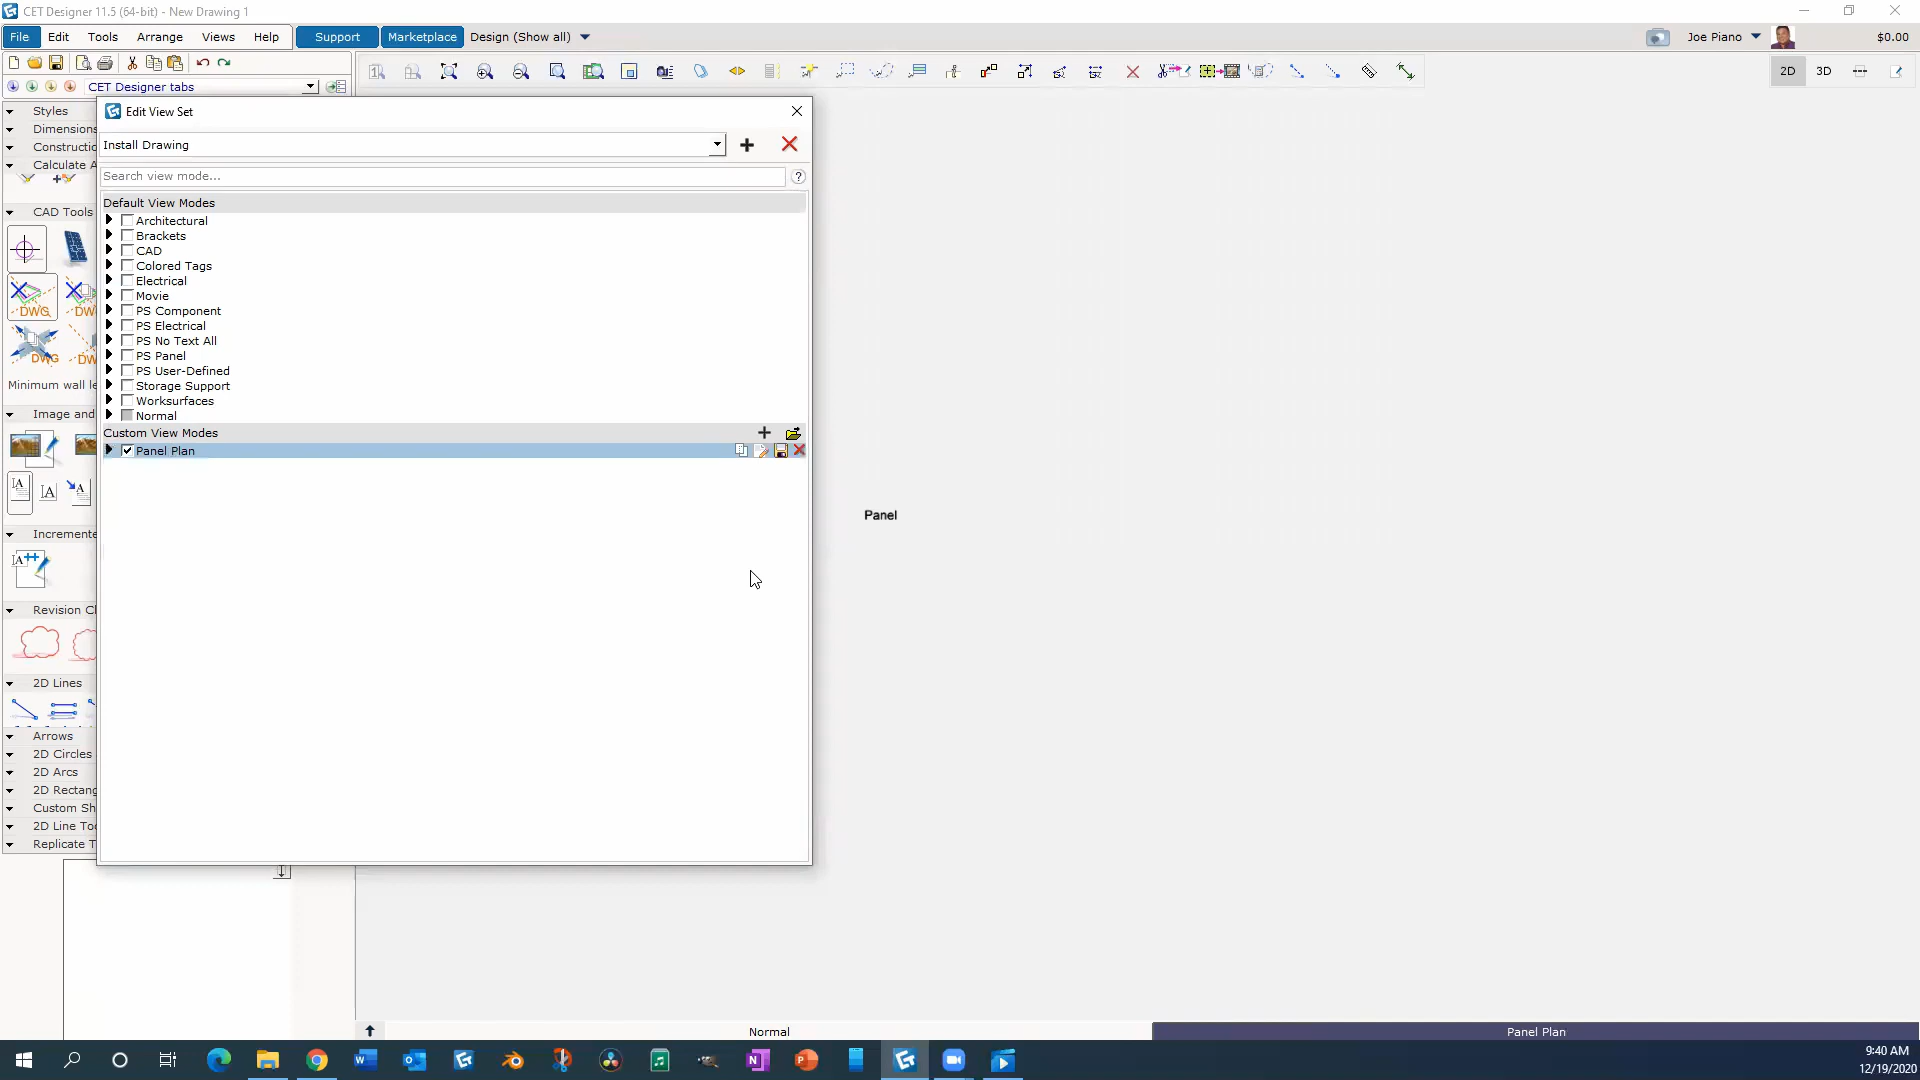 CET Designer 11.5 (64-bit) - New Drawing 1
File Edit Tools Arrange Views Help Support Marketplace Design (Show all) Joe Piano $0.00
2D 3D
CET Designer tabs
Styles
Dimensions
Constructio
Calculate A
CAD Tools
DWG DW
DWG DW
Minimum wall le
Image and
A A A
Incremente
A
Revision Cl
2D Lines
Arrows
2D Circles
2D Arcs
2D Rectang
Custom Sh
2D Line Too
Replicate T
Edit View Set
Install Drawing
Search view mode...
?
Default View Modes
Architectural
Brackets
CAD
Colored Tags
Electrical
Movie
PS Component
PS Electrical
PS No Text All
PS Panel
PS User-Defined
Storage Support
Worksurfaces
Normal
Custom View Modes
Panel Plan
Panel
Normal Panel Plan
9:40 AM
12/19/2020